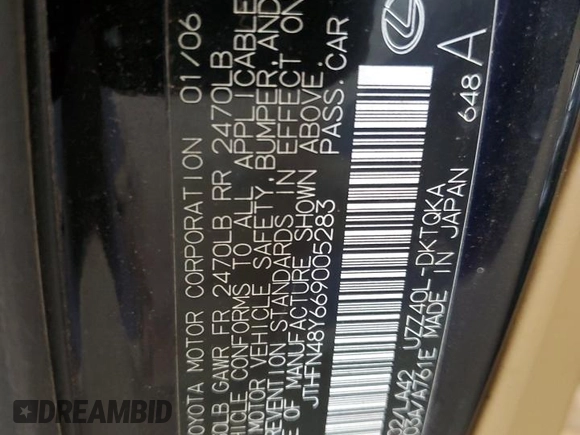 TOYOTA MOTOR CORPORATION 01/06
GAWR FR 2470LB RR 2470LB
CONFORMS TO ALL APPLICABLE
MOTOR VEHICLE SAFETY, BUMPER, AND
PREVENTION STANDARDS IN EFFECT ON
OF MANUFACTURE SHOWN ABOVE.
JTHFN48Y669005283 PASS. CAR
/LA42 UZZ40L-DKTQKA
/A761E MADE IN JAPAN
648 A
DREAMBID